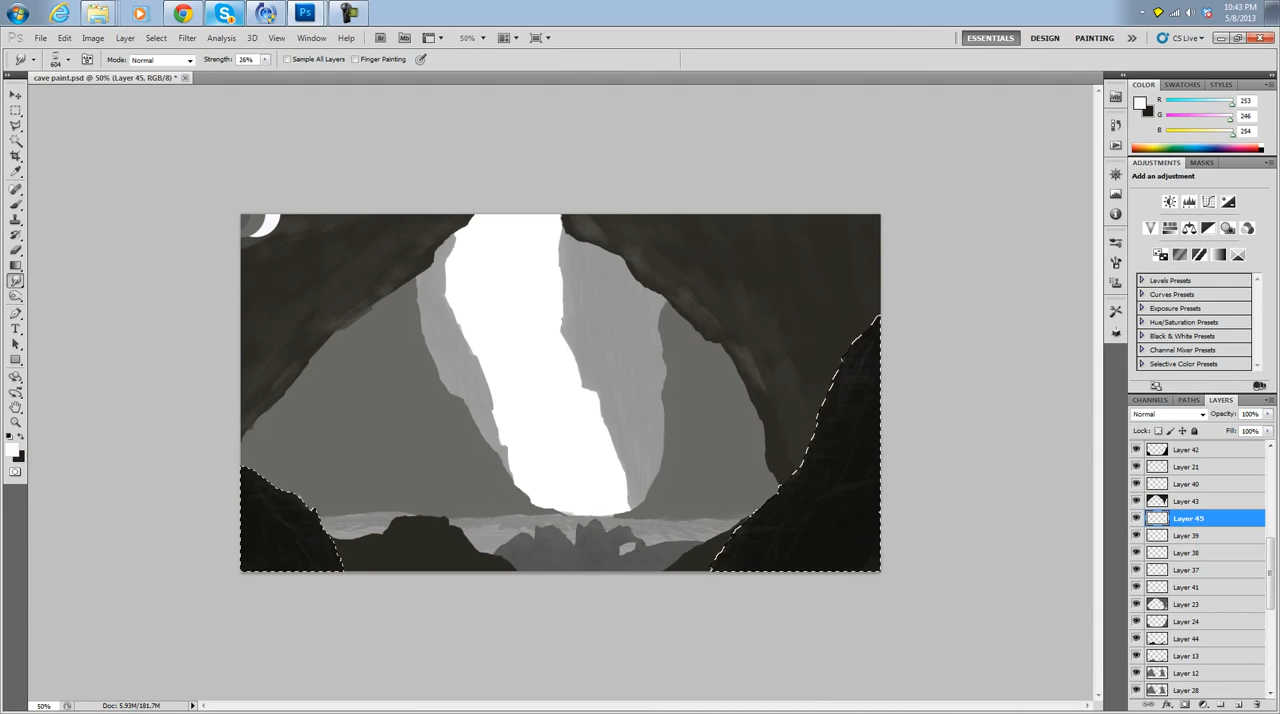 10:43 PM
5/8/2013
Ps File Edit Image Layer Select Filter Analysis 3D View Window Help Mb 50% ESSENTIALS DESIGN PAINTING CS Live
604 Mode: Normal Strength: 26% Sample All Layers Finger Painting
cave paint.psd @ 50% (Layer 45, RGB/8) *
COLOR SWATCHES STYLES
R 253
G 246
B 254
ADJUSTMENTS MASKS
Add an adjustment
Levels Presets
Curves Presets
Exposure Presets
Hue/Saturation Presets
Black & White Presets
Channel Mixer Presets
Selective Color Presets
CHANNELS PATHS LAYERS
Normal Opacity: 100%
Lock: Fill: 100%
Layer 42
Layer 21
Layer 40
Layer 43
Layer 45
Layer 39
Layer 38
Layer 37
Layer 41
Layer 23
Layer 24
Layer 44
Layer 13
Layer 12
Layer 28
50% Doc: 5.93M/181.7M